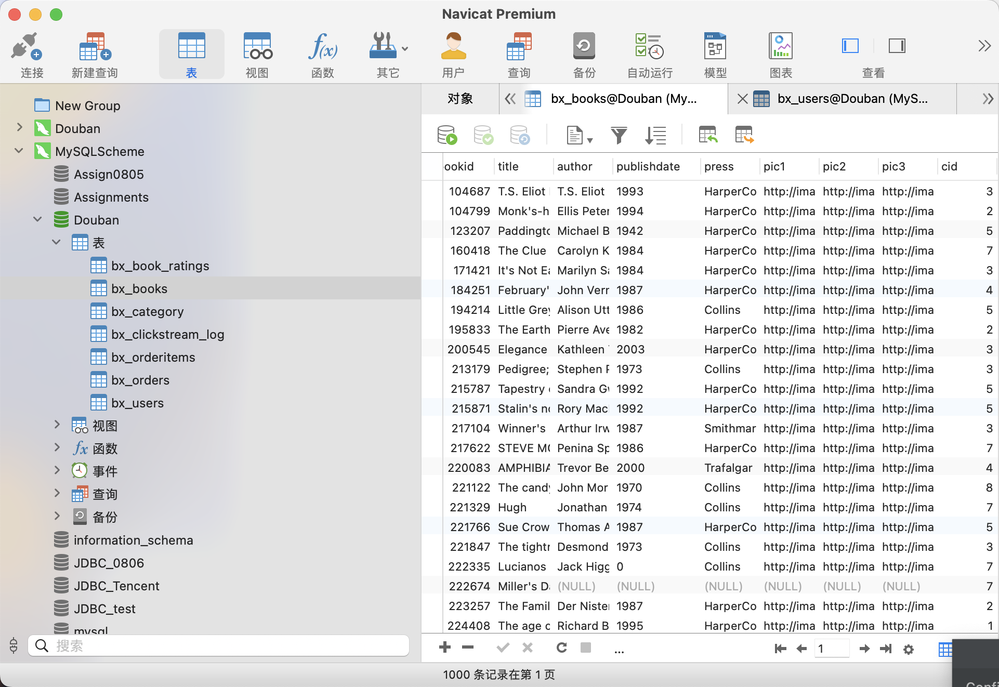 Navicat Premium
连接 新建查询 表 视图 函数 其它 用户 查询 备份 自动运行 模型 图表 查看
New Group
Douban
MySQLScheme
Assign0805
Assignments
Douban
表
bx_book_ratings
bx_books
bx_category
bx_clickstream_log
bx_orderitems
bx_orders
bx_users
视图
函数
事件
查询
备份
information_schema
JDBC_0806
JDBC_Tencent
JDBC_test
mysql
搜索
对象 bx_books@Douban (My... bx_users@Douban (MyS...
ookid title author publishdate press pic1 pic2 pic3 cid
104687 T.S. Eliot T.S. Eliot 1993 HarperCo http://ima http://ima http://ima 3
104799 Monk's-h Ellis Peter 1994 HarperCo http://ima http://ima http://ima 2
123207 Paddingto Michael B 1942 HarperCo http://ima http://ima http://ima 5
160418 The Clue Carolyn K 1984 HarperCo http://ima http://ima http://ima 7
171421 It's Not Ea Marilyn Sa 1984 HarperCo http://ima http://ima http://ima 3
184251 February' John Verr 1987 HarperCo http://ima http://ima http://ima 4
194214 Little Grey Alison Utt 1986 Collins http://ima http://ima http://ima 5
195833 The Earth Pierre Ave 1982 HarperCo http://ima http://ima http://ima 2
200545 Elegance Kathleen 2003 HarperCo http://ima http://ima http://ima 3
213179 Pedigree; Stephen P 1973 Collins http://ima http://ima http://ima 3
215787 Tapestry Sandra Gw 1992 HarperCo http://ima http://ima http://ima 5
215871 Stalin's no Rory Mac 1992 HarperCo http://ima http://ima http://ima 5
217104 Winner's Arthur Irw 1987 Smithmar http://ima http://ima http://ima 3
217622 STEVE MC Penina Sp 1986 HarperCo http://ima http://ima http://ima 7
220083 AMPHIBIA Trevor Be 2000 Trafalgar http://ima http://ima http://ima 4
221122 The candy John Mor 1970 Collins http://ima http://ima http://ima 8
221329 Hugh Jonathan 1974 Collins http://ima http://ima http://ima 7
221766 Sue Crow Thomas A 1987 HarperCo http://ima http://ima http://ima 5
221847 The tightr Desmond 1973 Collins http://ima http://ima http://ima 3
222335 Lucianos Jack Higg 0 Collins http://ima http://ima http://ima 7
222674 Miller's Da (NULL) (NULL) (NULL) (NULL) (NULL) (NULL) 7
223257 The Famil Der Niste 1987 HarperCo http://ima http://ima http://ima 2
224408 The age o Richard B 1995 HarperCo http://ima http://ima http://ima 1
... 1
1000 条记录在第 1 页